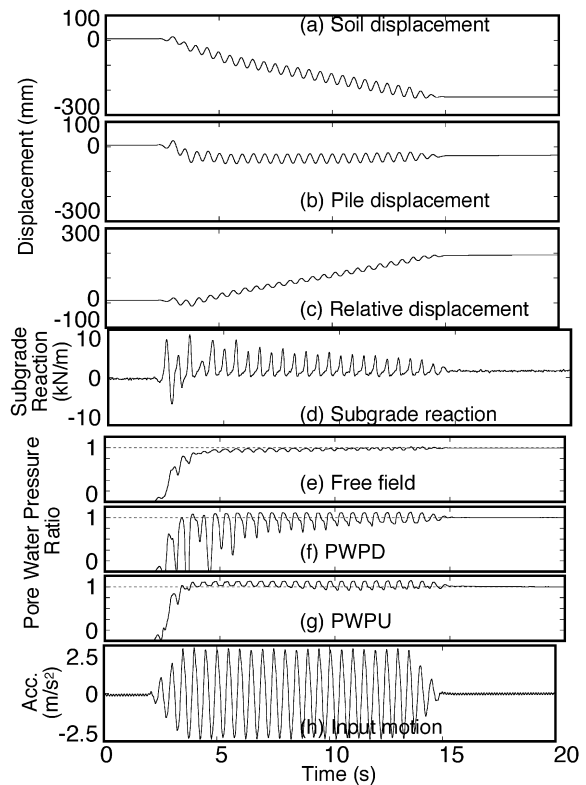 100
(a) Soil displacement
0
-300
100
0
(b) Pile displacement
-300
Displacement (mm)
300
0
(c) Relative displacement
-100
10
Subgrade
Reaction
(kN/m)
0
-10
(d) Subgrade reaction
1
(e) Free field
0
Pore Water Pressure
Ratio
1
(f) PWPD
0
1
(g) PWPU
0
2.5
Acc.
(m/s²)
0
-2.5
(h) Input motion
0 5 10 15 20
Time (s)